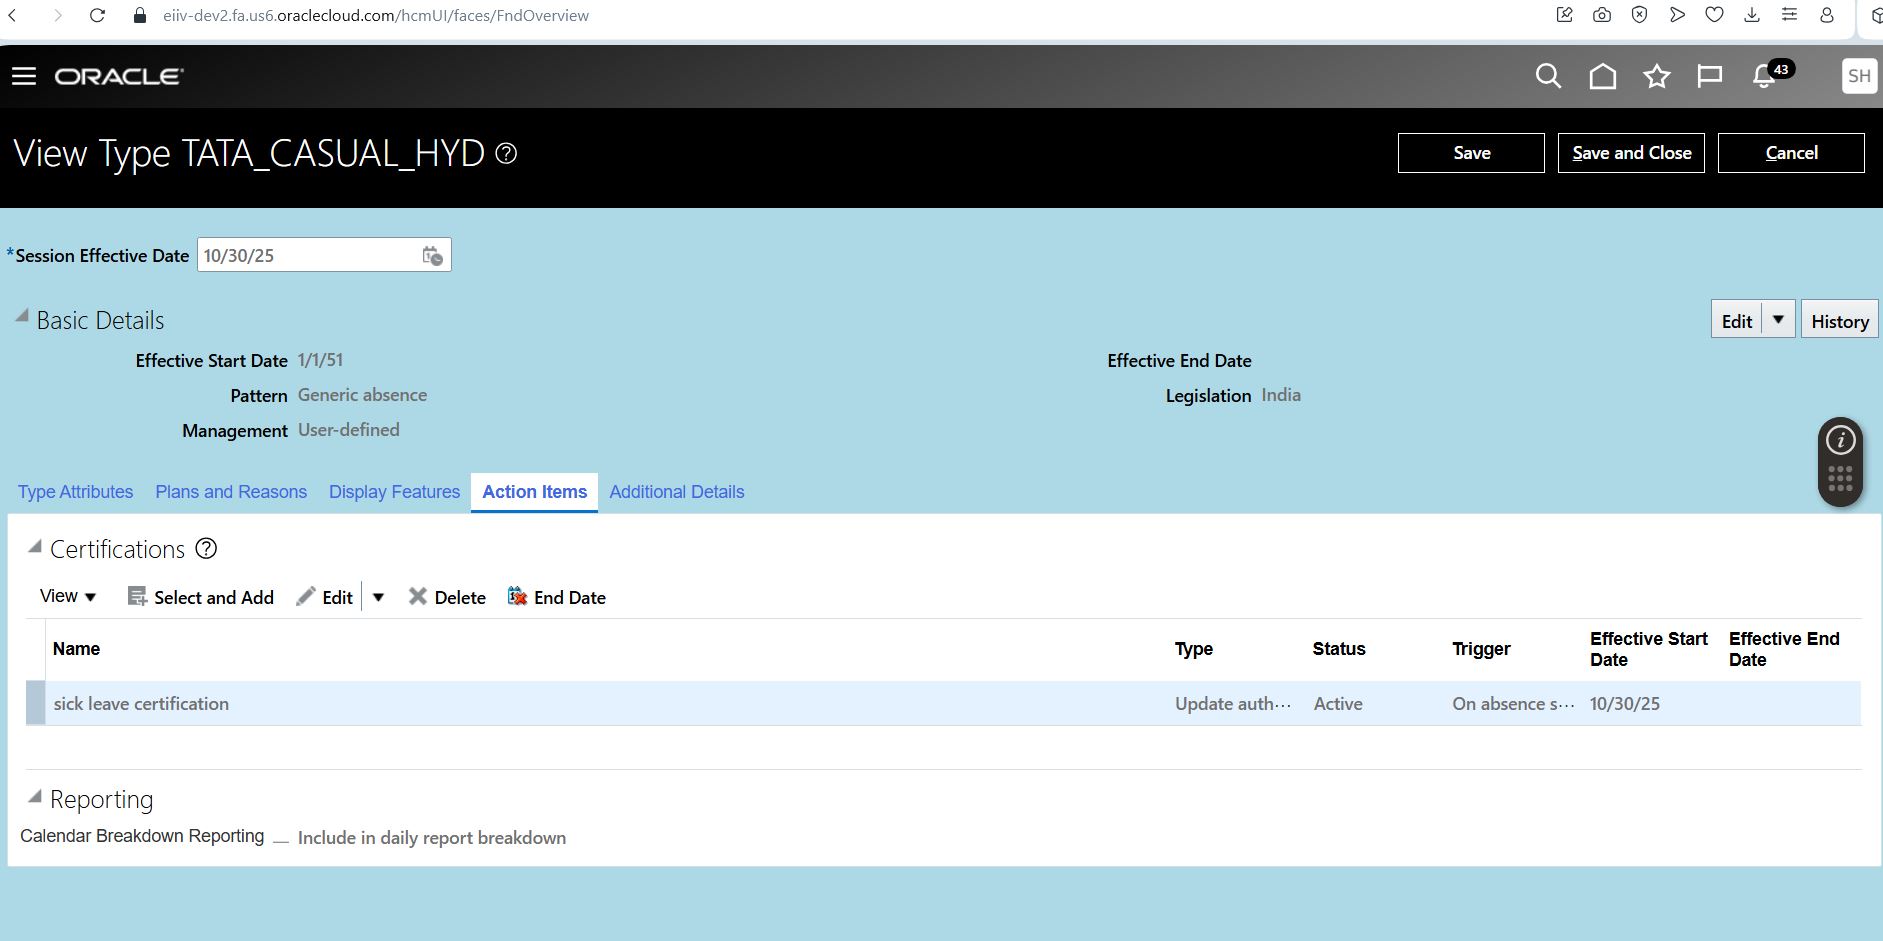 eiiv-dev2.fa.us6.oraclecloud.com/hcmUI/faces/FndOverview
ORACLE
43
SH
View Type TATA_CASUAL_HYD
Save
Save and Close
Cancel
*Session Effective Date 10/30/25
Basic Details
Edit
History
Effective Start Date 1/1/51
Effective End Date
Pattern Generic absence
Legislation India
Management User-defined
Type Attributes Plans and Reasons Display Features Action Items Additional Details
Certifications
View Select and Add Edit Delete End Date
Name Type Status Trigger Effective Start Date Effective End Date
sick leave certification Update auth... Active On absence s... 10/30/25
Reporting
Calendar Breakdown Reporting Include in daily report breakdown